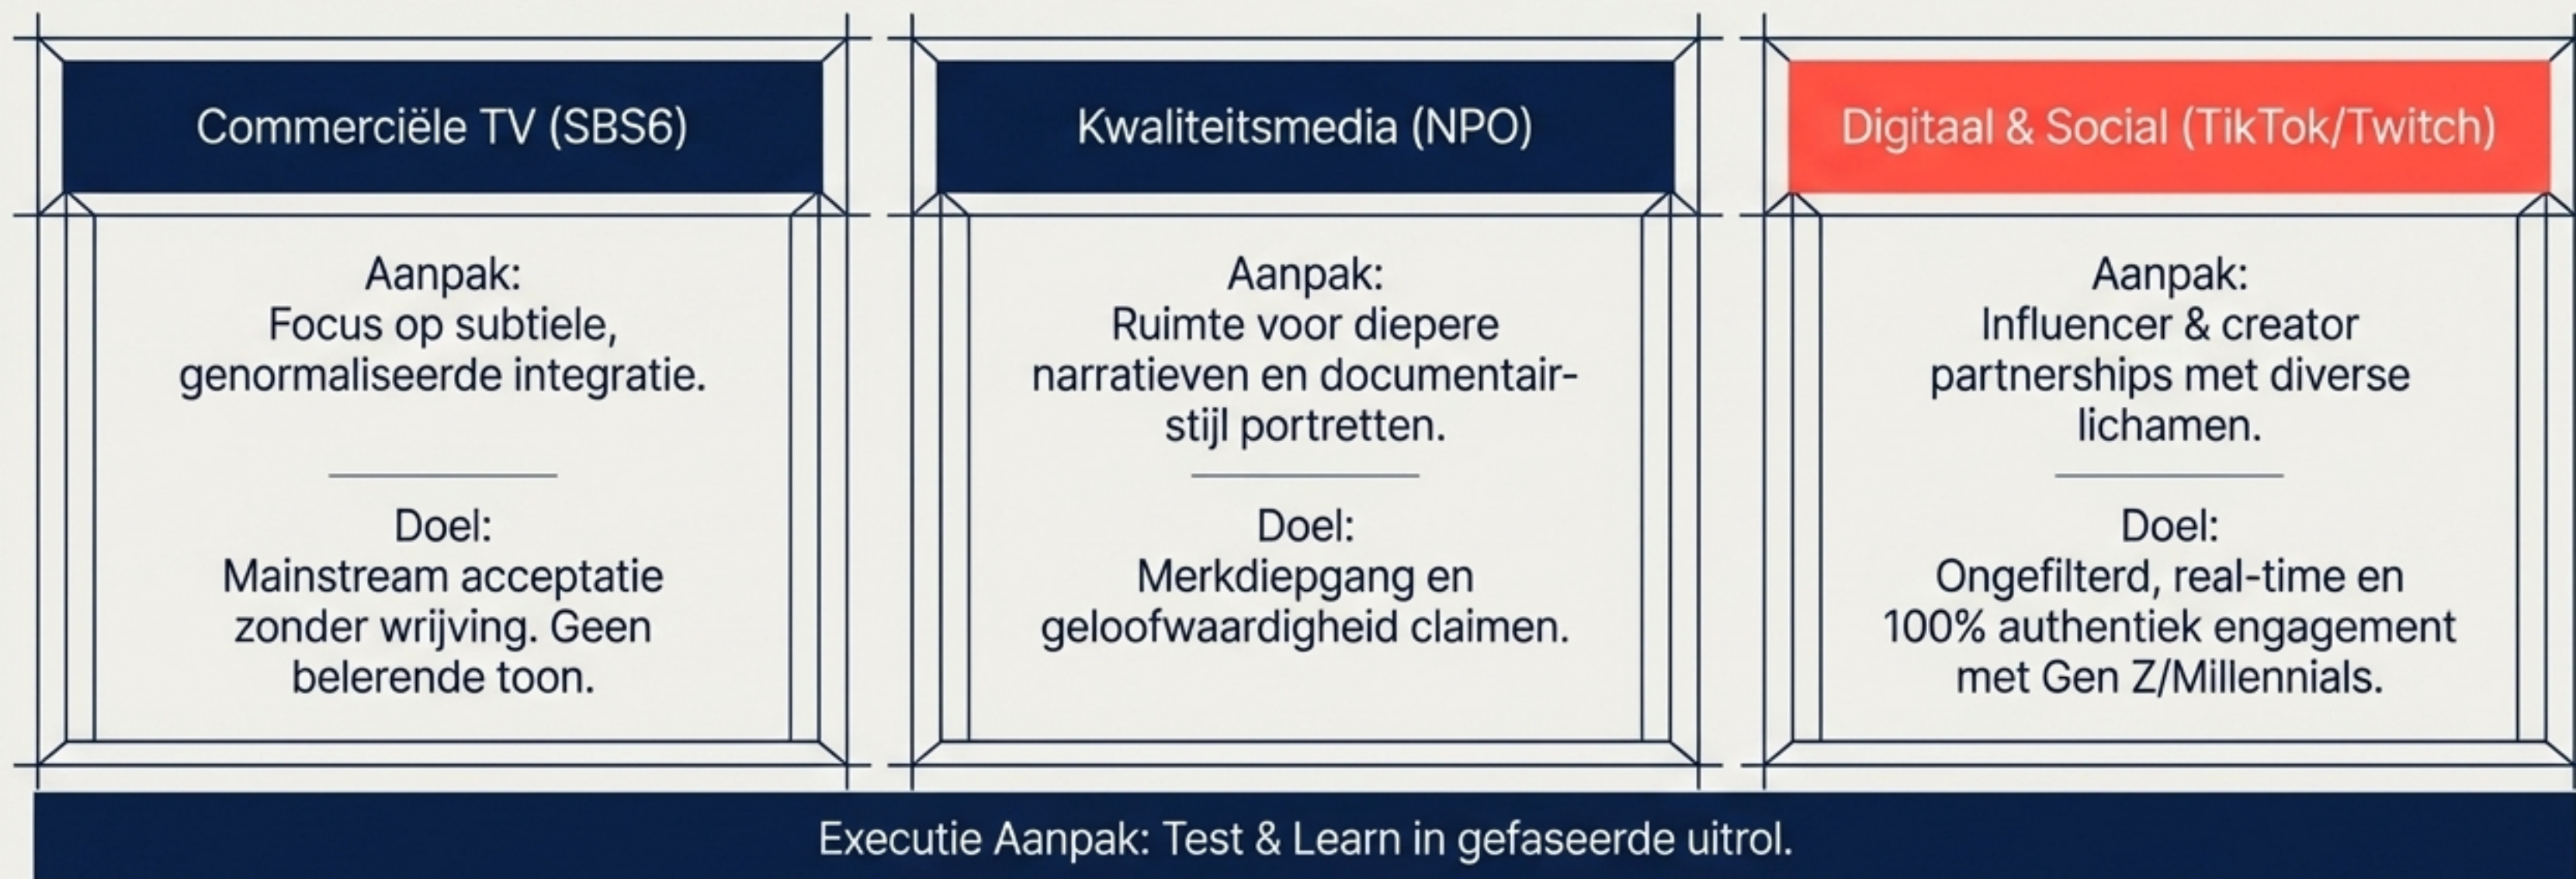 Commerciële TV (SBS6)
Aanpak:
Focus op subtiele,
genormaliseerde integratie.
Doel:
Mainstream acceptatie
zonder wrijving. Geen
belerende toon.
Kwaliteitsmedia (NPO)
Aanpak:
Ruimte voor diepere
narratieven en documentair-
stijl portretten.
Doel:
Merkdiepgang en
geloofwaardigheid claimen.
Digitaal & Social (TikTok/Twitch)
Aanpak:
Influencer & creator
partnerships met diverse
lichamen.
Doel:
Ongefilterd, real-time en
100% authentiek engagement
met Gen Z/Millennials.
Executie Aanpak: Test & Learn in gefaseerde uitrol.